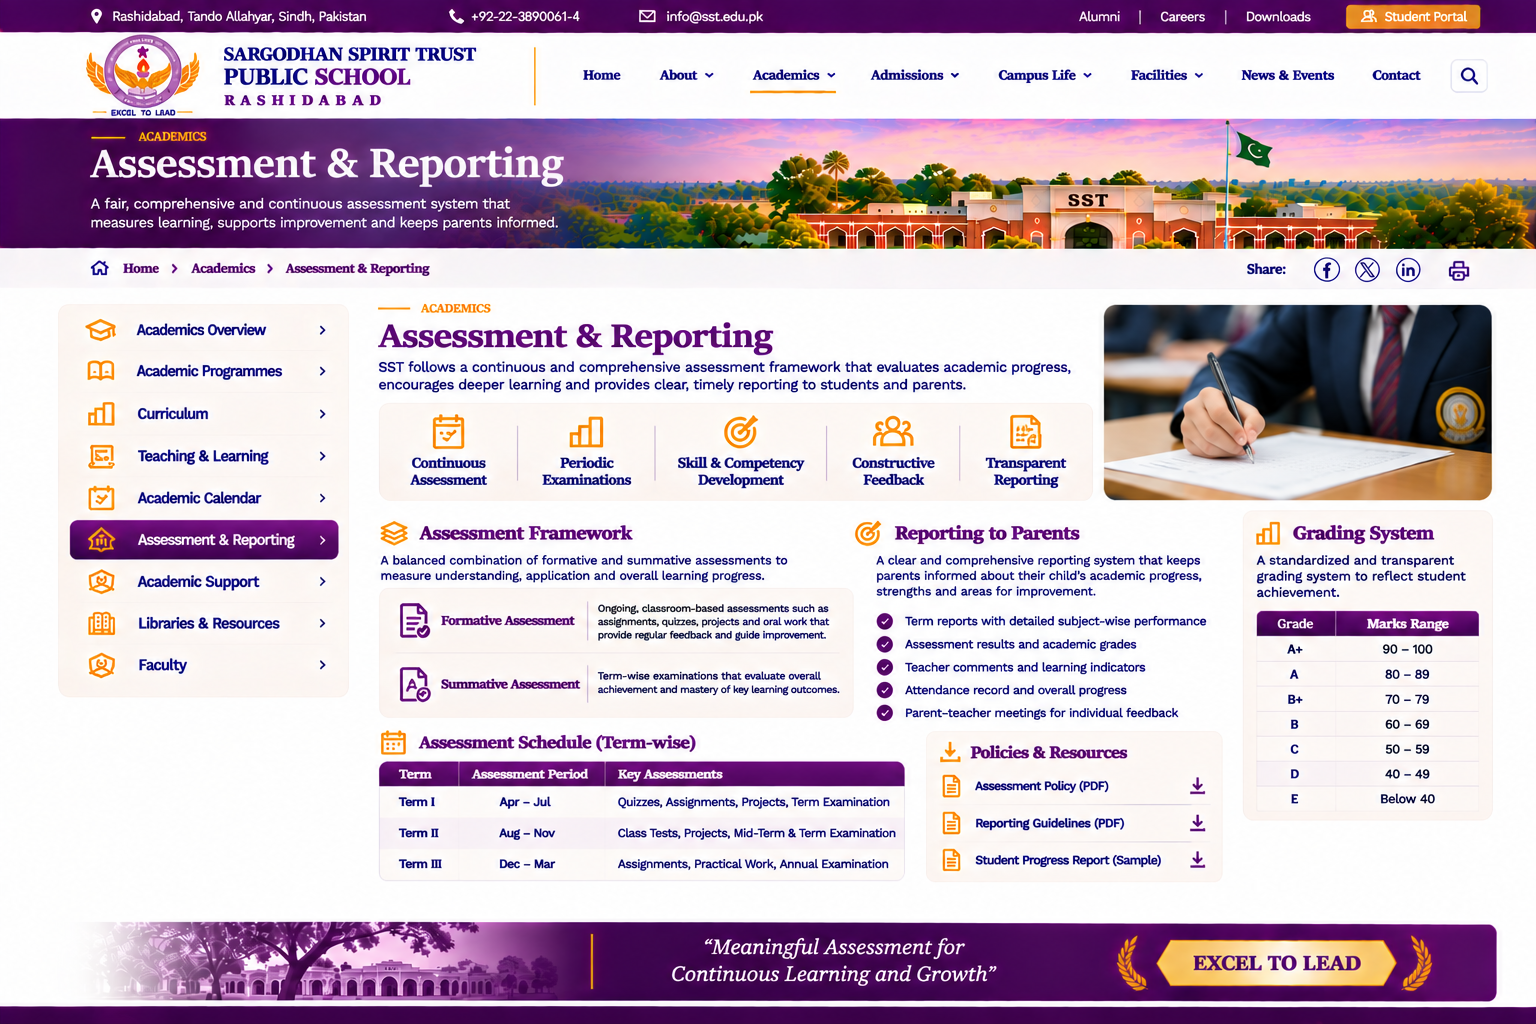 Rashidabad, Tando Allahyar, Sindh, Pakistan
+92-22-3890061-4
info@sst.edu.pk
Alumni
Careers
Downloads
Student Portal
EXCEL TO LEAD
SARGODHAN SPIRIT TRUST
PUBLIC SCHOOL
RASHIDABAD
Home
About
Academics
Admissions
Campus Life
Facilities
News & Events
Contact
ACADEMICS
Assessment & Reporting
A fair, comprehensive and continuous assessment system that
measures learning, supports improvement and keeps parents informed.
SST
Home > Academics > Assessment & Reporting
Share:
Academics Overview
Academic Programmes
Curriculum
Teaching & Learning
Academic Calendar
Assessment & Reporting
Academic Support
Libraries & Resources
Faculty
ACADEMICS
Assessment & Reporting
SST follows a continuous and comprehensive assessment framework that evaluates academic progress,
encourages deeper learning and provides clear, timely reporting to students and parents.
Continuous
Assessment
Periodic
Examinations
Skill & Competency
Development
Constructive
Feedback
Transparent
Reporting
Assessment Framework
A balanced combination of formative and summative assessments to
measure understanding, application and overall learning progress.
Formative Assessment
Ongoing, classroom-based assessments such as
assignments, quizzes, projects and oral work that
provide regular feedback and guide improvement.
Summative Assessment
Term-wise examinations that evaluate overall
achievement and mastery of key learning outcomes.
Reporting to Parents
A clear and comprehensive reporting system that keeps
parents informed about their child's academic progress,
strengths and areas for improvement.
Term reports with detailed subject-wise performance
Assessment results and academic grades
Teacher comments and learning indicators
Attendance record and overall progress
Parent-teacher meetings for individual feedback
Grading System
A standardized and transparent
grading system to reflect student
achievement.
Grade Marks Range
A+ 90 – 100
A 80 – 89
B+ 70 – 79
B 60 – 69
C 50 – 59
D 40 – 49
E Below 40
Assessment Schedule (Term-wise)
Term Assessment Period Key Assessments
Term I Apr – Jul Quizzes, Assignments, Projects, Term Examination
Term II Aug – Nov Class Tests, Projects, Mid-Term & Term Examination
Term III Dec – Mar Assignments, Practical Work, Annual Examination
Policies & Resources
Assessment Policy (PDF)
Reporting Guidelines (PDF)
Student Progress Report (Sample)
“Meaningful Assessment for
Continuous Learning and Growth”
EXCEL TO LEAD